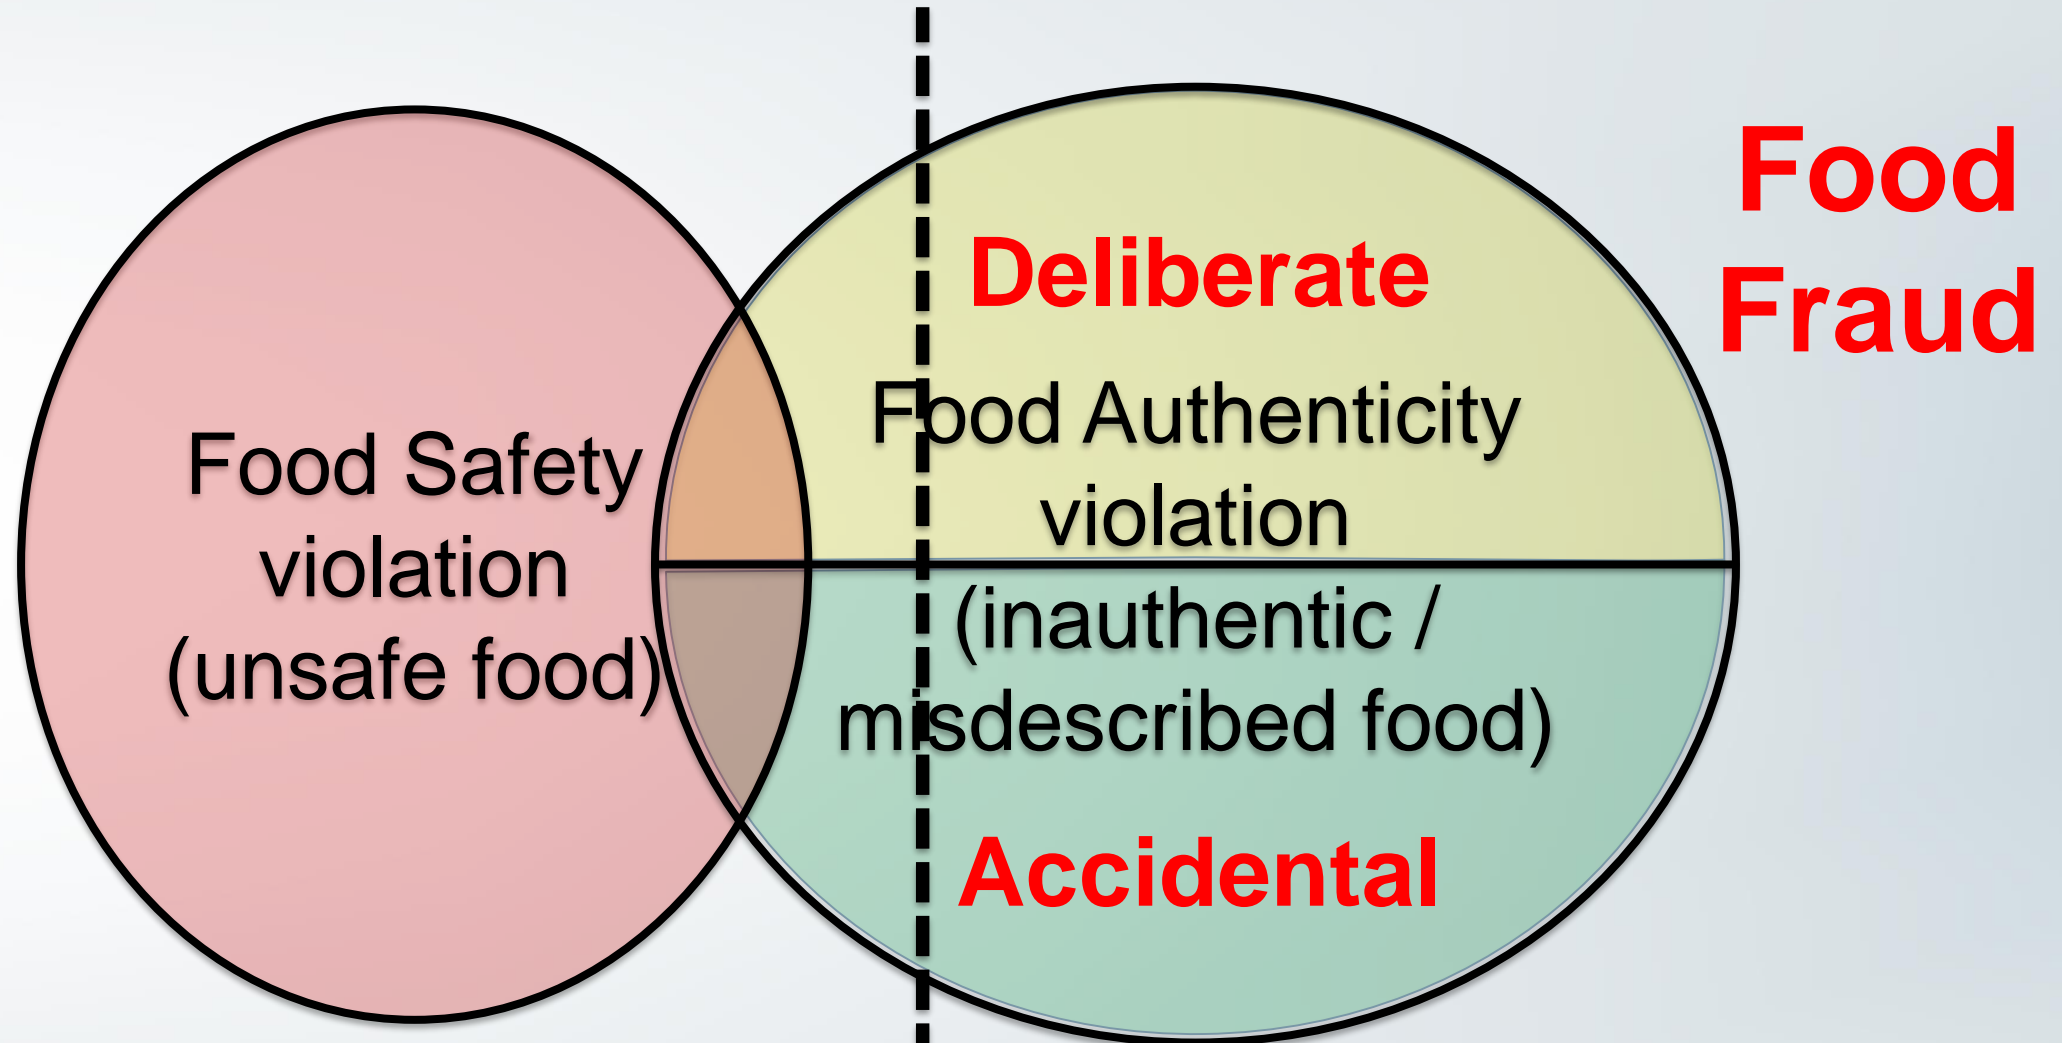 Food
Fraud
Deliberate
Food Safety
violation
(unsafe food)
Food Authenticity
violation
(inauthentic /
misdescribed food)
Accidental